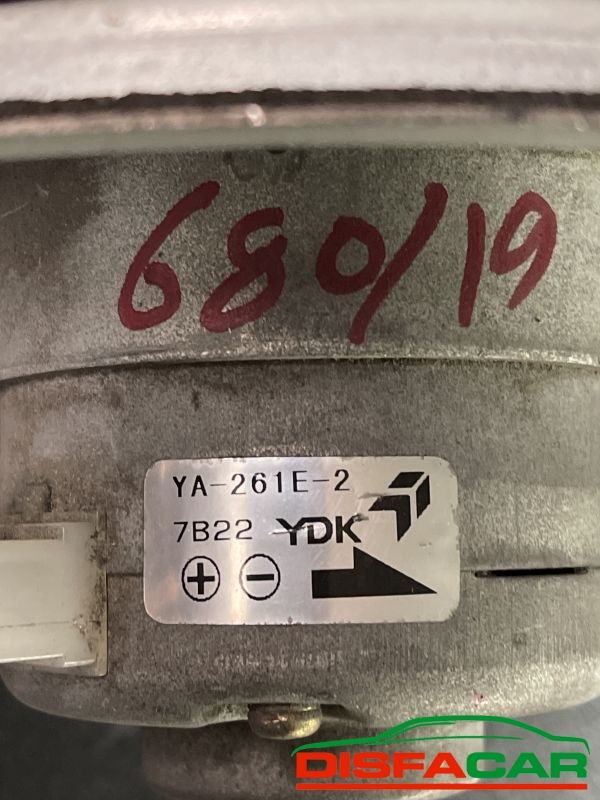 680/19
YA-261E-2
7B22 YDK
+ -
DISFACAR